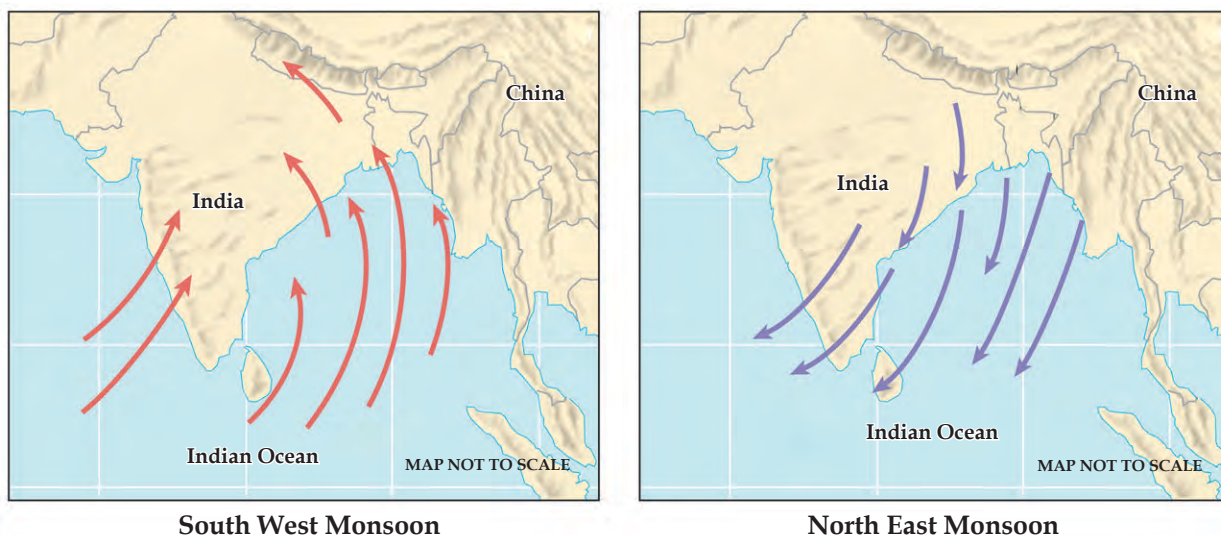 China
India
Indian Ocean
MAP NOT TO SCALE
South West Monsoon
China
India
Indian Ocean
MAP NOT TO SCALE
North East Monsoon